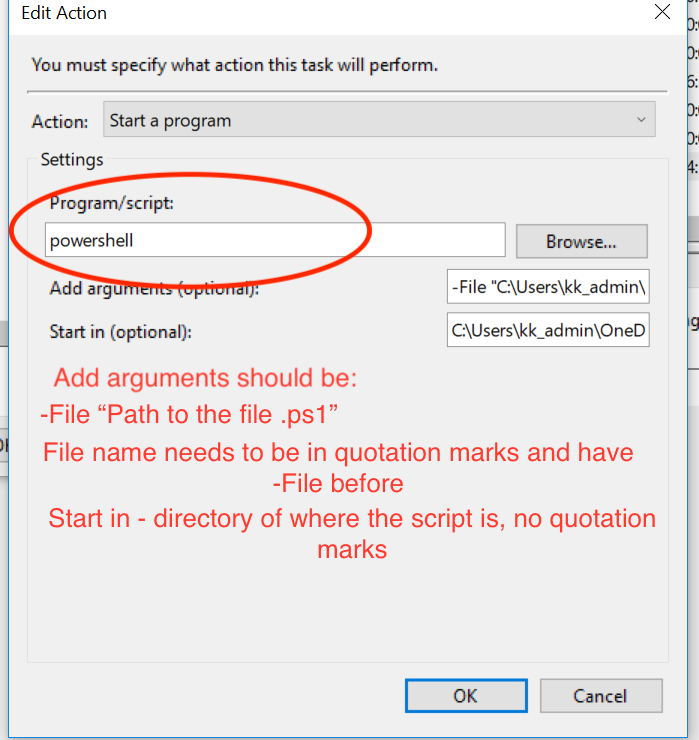 Edit Action
You must specify what action this task will perform.
Action: Start a program
Settings
Program/script:
powershell
Browse...
Add arguments (optional): -File "C:\Users\kk_admin\
Start in (optional): C:\Users\kk_admin\OneD
Add arguments should be:
-File “Path to the file .ps1”
File name needs to be in quotation marks and have
-File before
Start in - directory of where the script is, no quotation
marks
OK Cancel